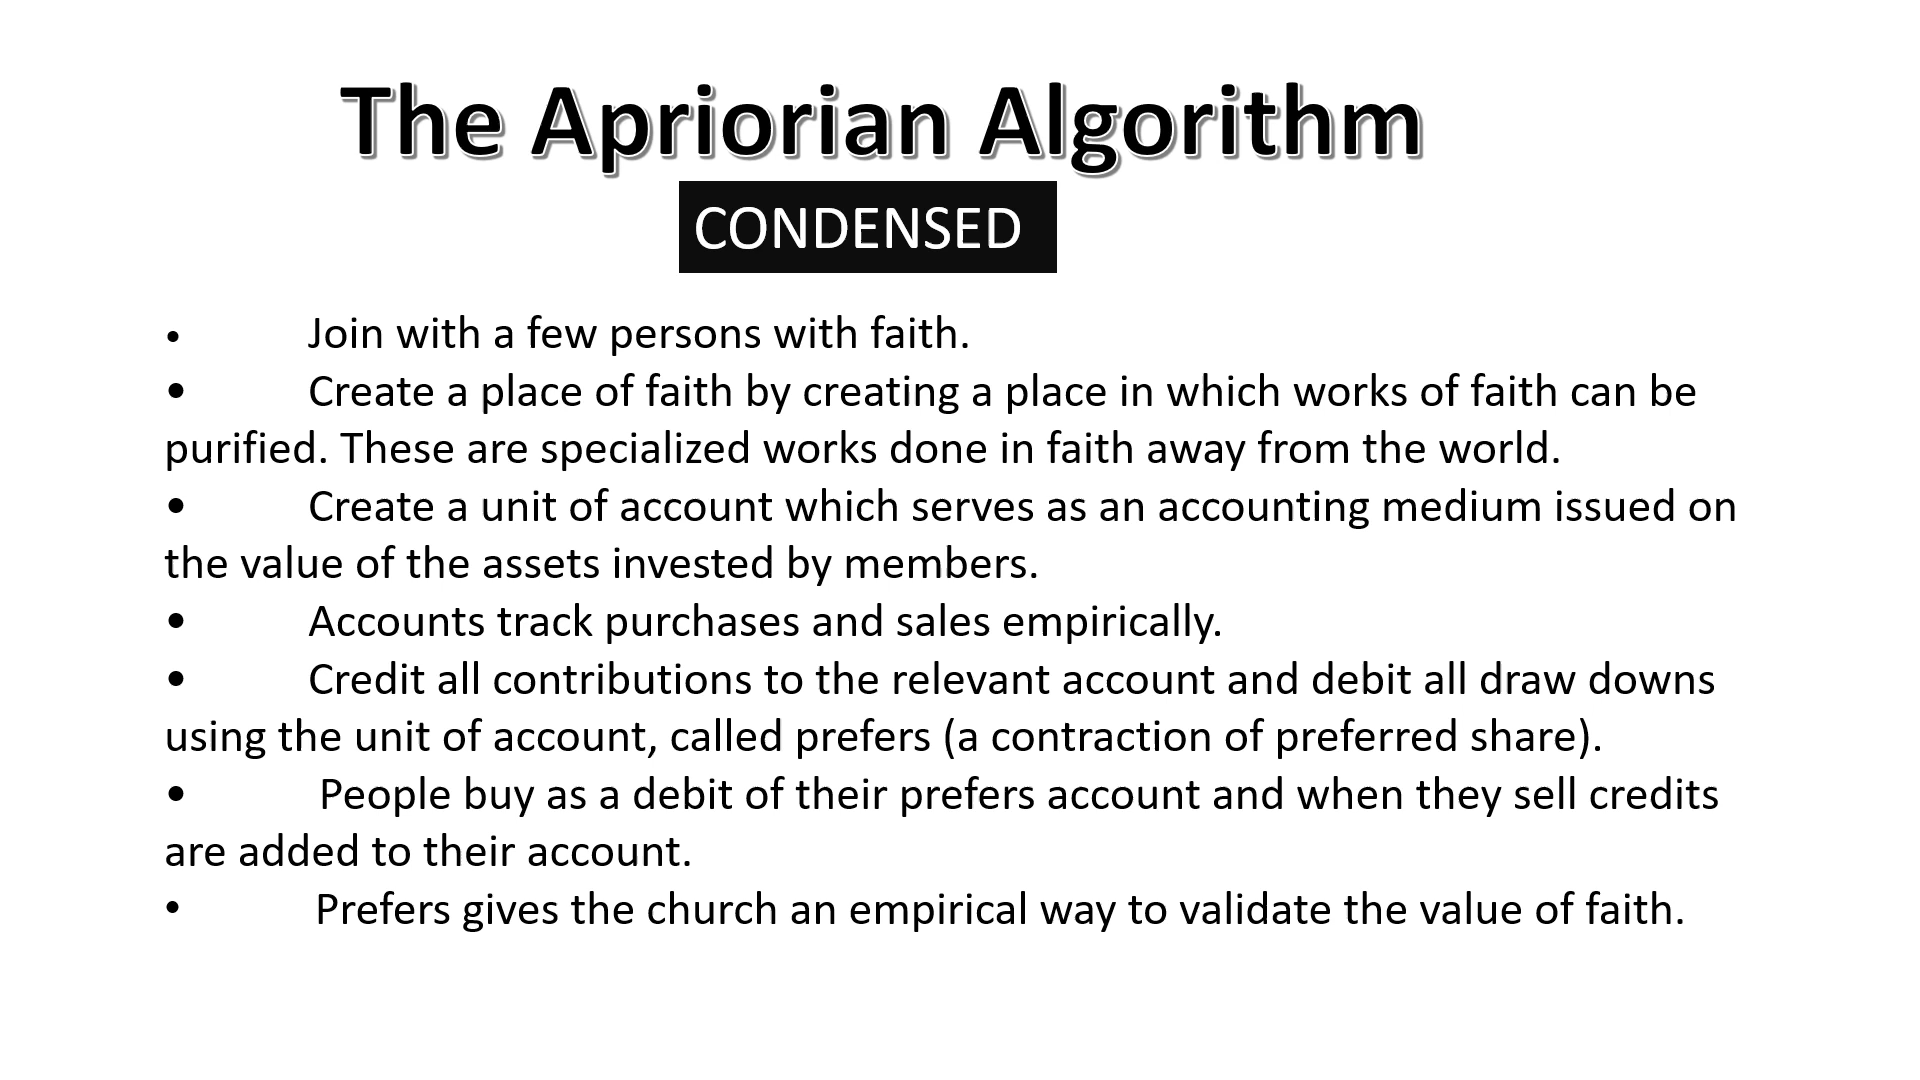 The Apriorian Algorithm
CONDENSED
• Join with a few persons with faith.
• Create a place of faith by creating a place in which works of faith can be
purified. These are specialized works done in faith away from the world.
• Create a unit of account which serves as an accounting medium issued on
the value of the assets invested by members.
• Accounts track purchases and sales empirically.
• Credit all contributions to the relevant account and debit all draw downs
using the unit of account, called prefers (a contraction of preferred share).
• People buy as a debit of their prefers account and when they sell credits
are added to their account.
• Prefers gives the church an empirical way to validate the value of faith.